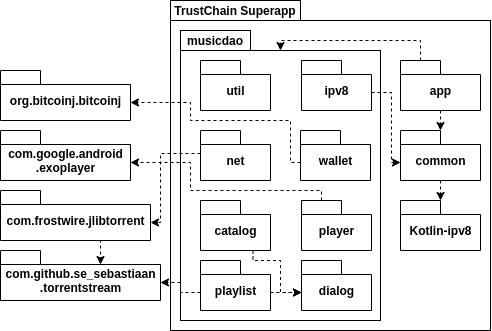 TrustChain Superapp
musicdao
util
ipv8
app
org.bitcoinj.bitcoinj
net
wallet
common
com.google.android
.exoplayer
com.frostwire.jlibtorrent
catalog
player
Kotlin-ipv8
com.github.se_sebastiaan
.torrentstream
playlist
dialog